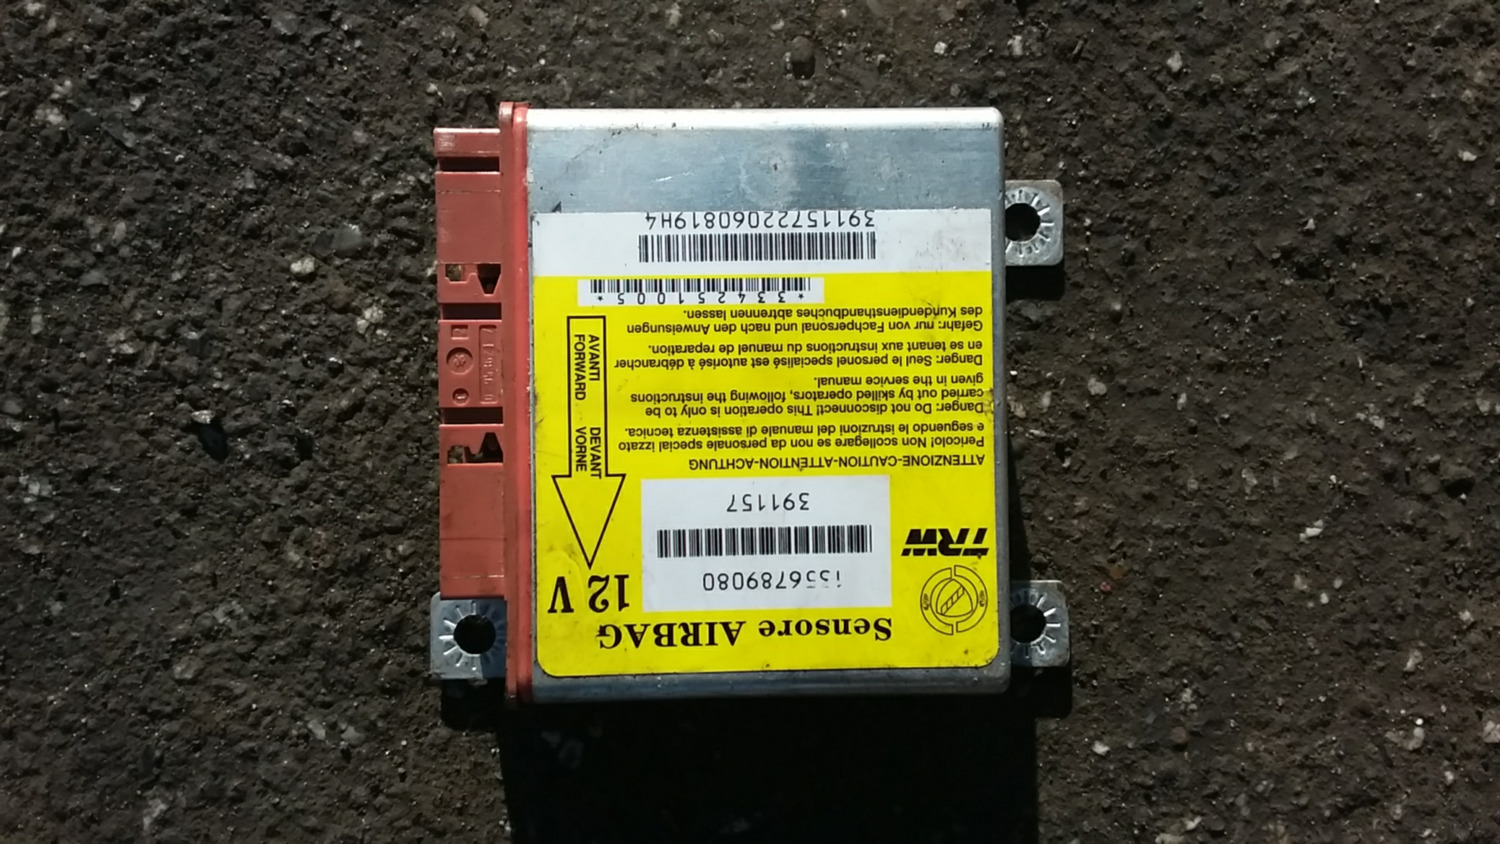 Sensore AIRBAG
12 V
i356789080
391157
TRW
ATTENZIONE-CAUTION-ATTENTION-ACHTUNG
Pericolo! Non scollegare se non da personale special izzato
e seguendo le istruzioni del manuale di assistenza tecnica.
Danger: Do not disconnect! This operation is only to be
carried out by skilled operators, following the instructions
given in the service manual.
Danger: Seul le personel specialisé est autorisé à débrancher
en se tenant aux instructions du manuel de reparation.
Gefahr: nur von Fachpersonal und nach den Anweisungen
des Kundendiensthandbuches abtrennen lassen.
AVANTI DEVANT
FORWARD VORNE
*334251005*
39115722060819H4